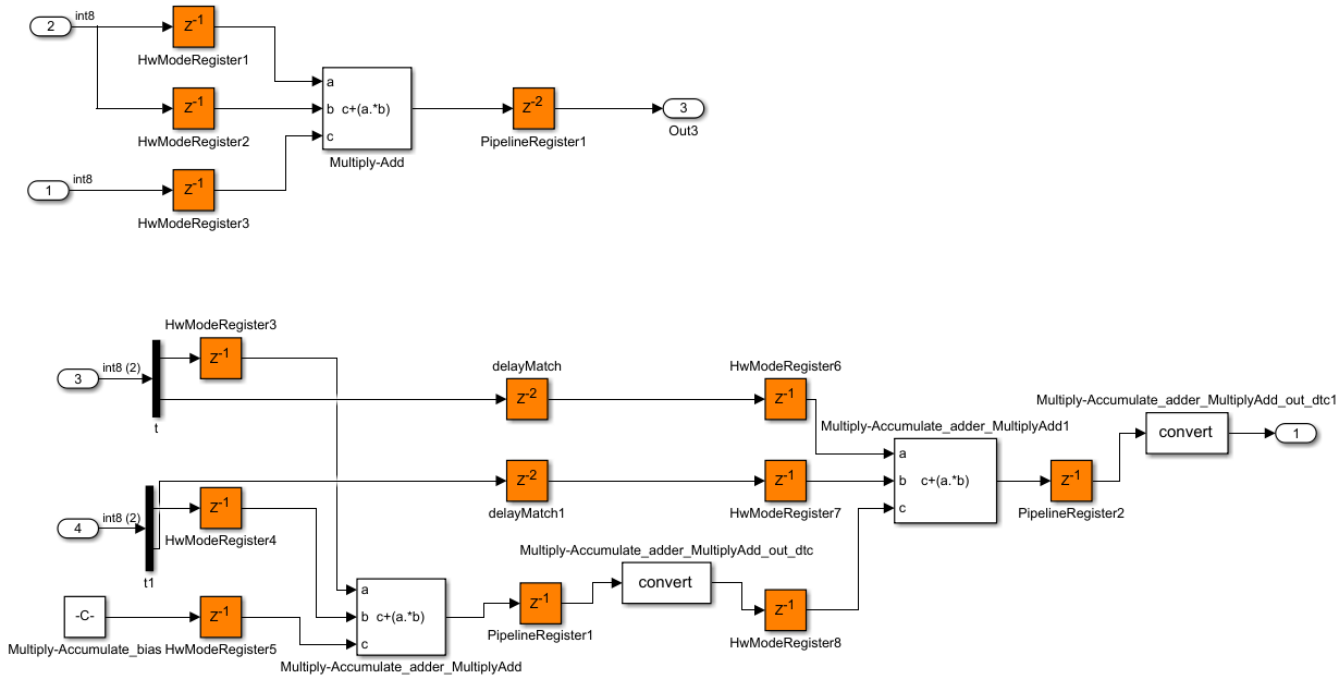 2
int8
Z-1
HwModeRegister1
Z-1
HwModeRegister2
1
int8
Z-1
HwModeRegister3
a
b c+(a.*b)
c
Multiply-Add
Z-2
PipelineRegister1
3
Out3
HwModeRegister3
3
int8 (2)
t
Z-1
delayMatch
Z-2
HwModeRegister6
Z-1
4
int8 (2)
t1
Z-1
HwModeRegister4
Z-2
delayMatch1
Z-1
HwModeRegister7
-C-
Multiply-Accumulate_bias
Z-1
HwModeRegister5
a
b c+(a.*b)
c
Multiply-Accumulate_adder_MultiplyAdd
Z-1
PipelineRegister1
Multiply-Accumulate_adder_MultiplyAdd_out_dtc
convert
Z-1
HwModeRegister8
Multiply-Accumulate_adder_MultiplyAdd1
a
b c+(a.*b)
c
Z-1
PipelineRegister2
Multiply-Accumulate_adder_MultiplyAdd_out_dtc1
convert
1